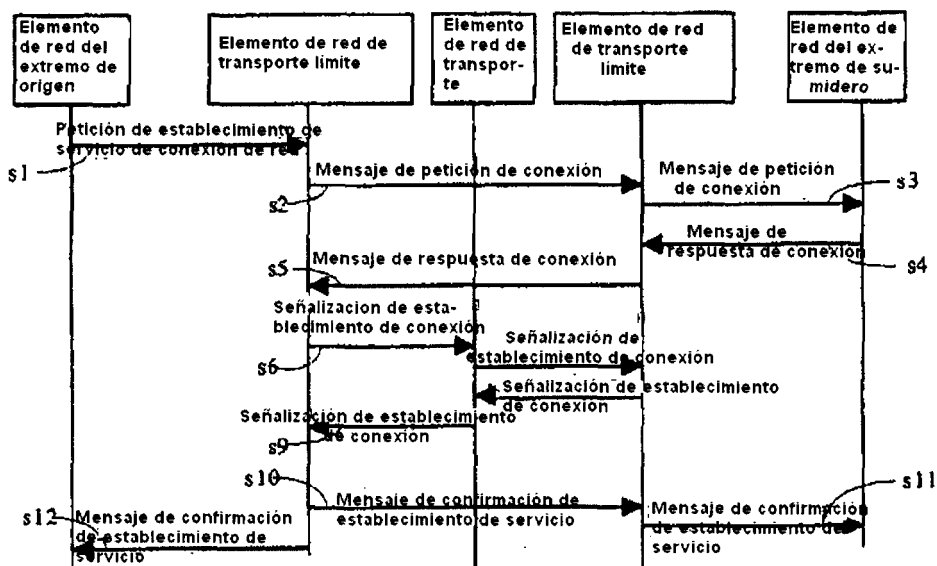 Elemento
de red del
extremo de
origen
Elemento de red de
transporte límite
Elemento
de red de
transpor-
te
Elemento de red
de transporte
límite
Elemento de
red del ex-
tremo de su-
midero
Petición de establecimiento de
servicio de conexión de red
s1
Mensaje de petición de conexión
s2
Mensaje de petición
de conexión
s3
Mensaje de
respuesta de conexión
s4
Mensaje de respuesta de conexión
s5
Señalizacion de esta-
blecimiento de conexión
s6
Señalización de
establecimiento de conexión
Señalización de establecimiento
de conexión
Señalización de establecimiento
de conexión
s9
s10
Mensaje de confirmación de
establecimiento de servicio
Mensaje de confirmación
de establecimiento de
servicio
s11
s12
Mensaje de confirmación
de establecimiento de
servicio